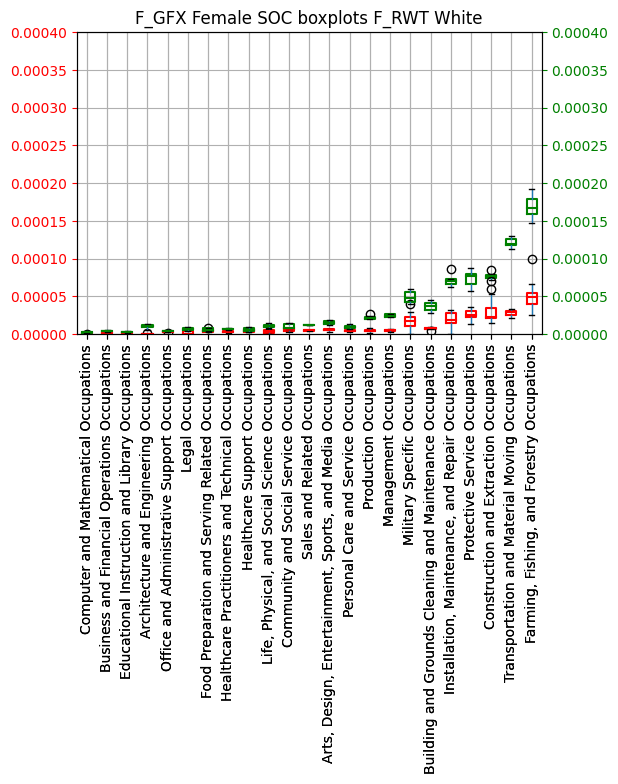 F_GFX Female SOC boxplots F_RWT White
0.00040 0.00040
0.00035 0.00035
0.00030 0.00030
0.00025 0.00025
0.00020 0.00020
0.00015 0.00015
0.00010 0.00010
0.00005 0.00005
0.00000 0.00000
Computer and Mathematical Occupations
Business and Financial Operations Occupations
Educational Instruction and Library Occupations
Architecture and Engineering Occupations
Office and Administrative Support Occupations
Legal Occupations
Food Preparation and Serving Related Occupations
Healthcare Practitioners and Technical Occupations
Healthcare Support Occupations
Life, Physical, and Social Science Occupations
Community and Social Service Occupations
Sales and Related Occupations
Arts, Design, Entertainment, Sports, and Media Occupations
Personal Care and Service Occupations
Production Occupations
Management Occupations
Military Specific Occupations
Building and Grounds Cleaning and Maintenance Occupations
Installation, Maintenance, and Repair Occupations
Protective Service Occupations
Construction and Extraction Occupations
Transportation and Material Moving Occupations
Farming, Fishing, and Forestry Occupations